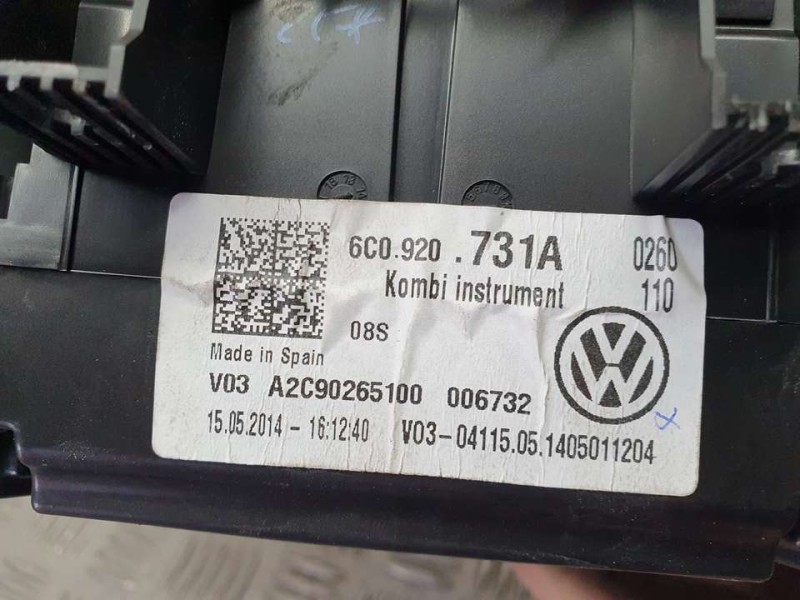 6C0.920 .731A 0260
Kombi instrument 110
08S
Made in Spain
V03 A2C90265100 006732
15.05.2014 - 16:12:40 V03-04115.05.1405011204